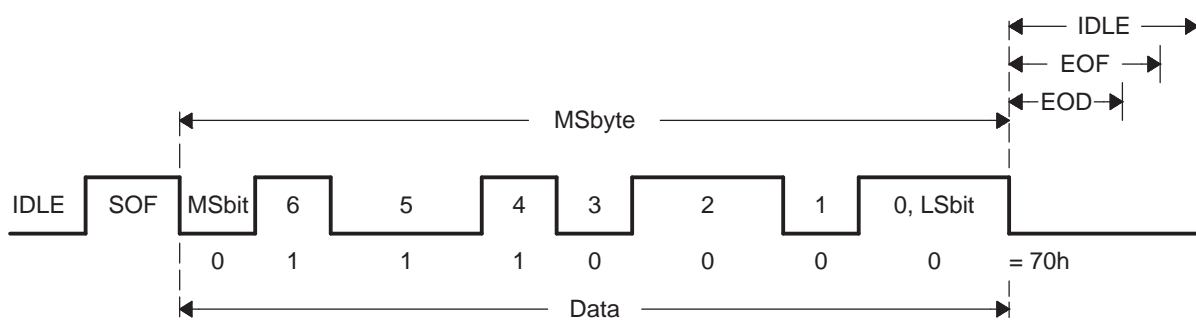 IDLE
EOF
EOD
MSbyte
IDLE SOF MSbit 6 5 4 3 2 1 0, LSbit
0 1 1 1 0 0 0 0 = 70h
Data